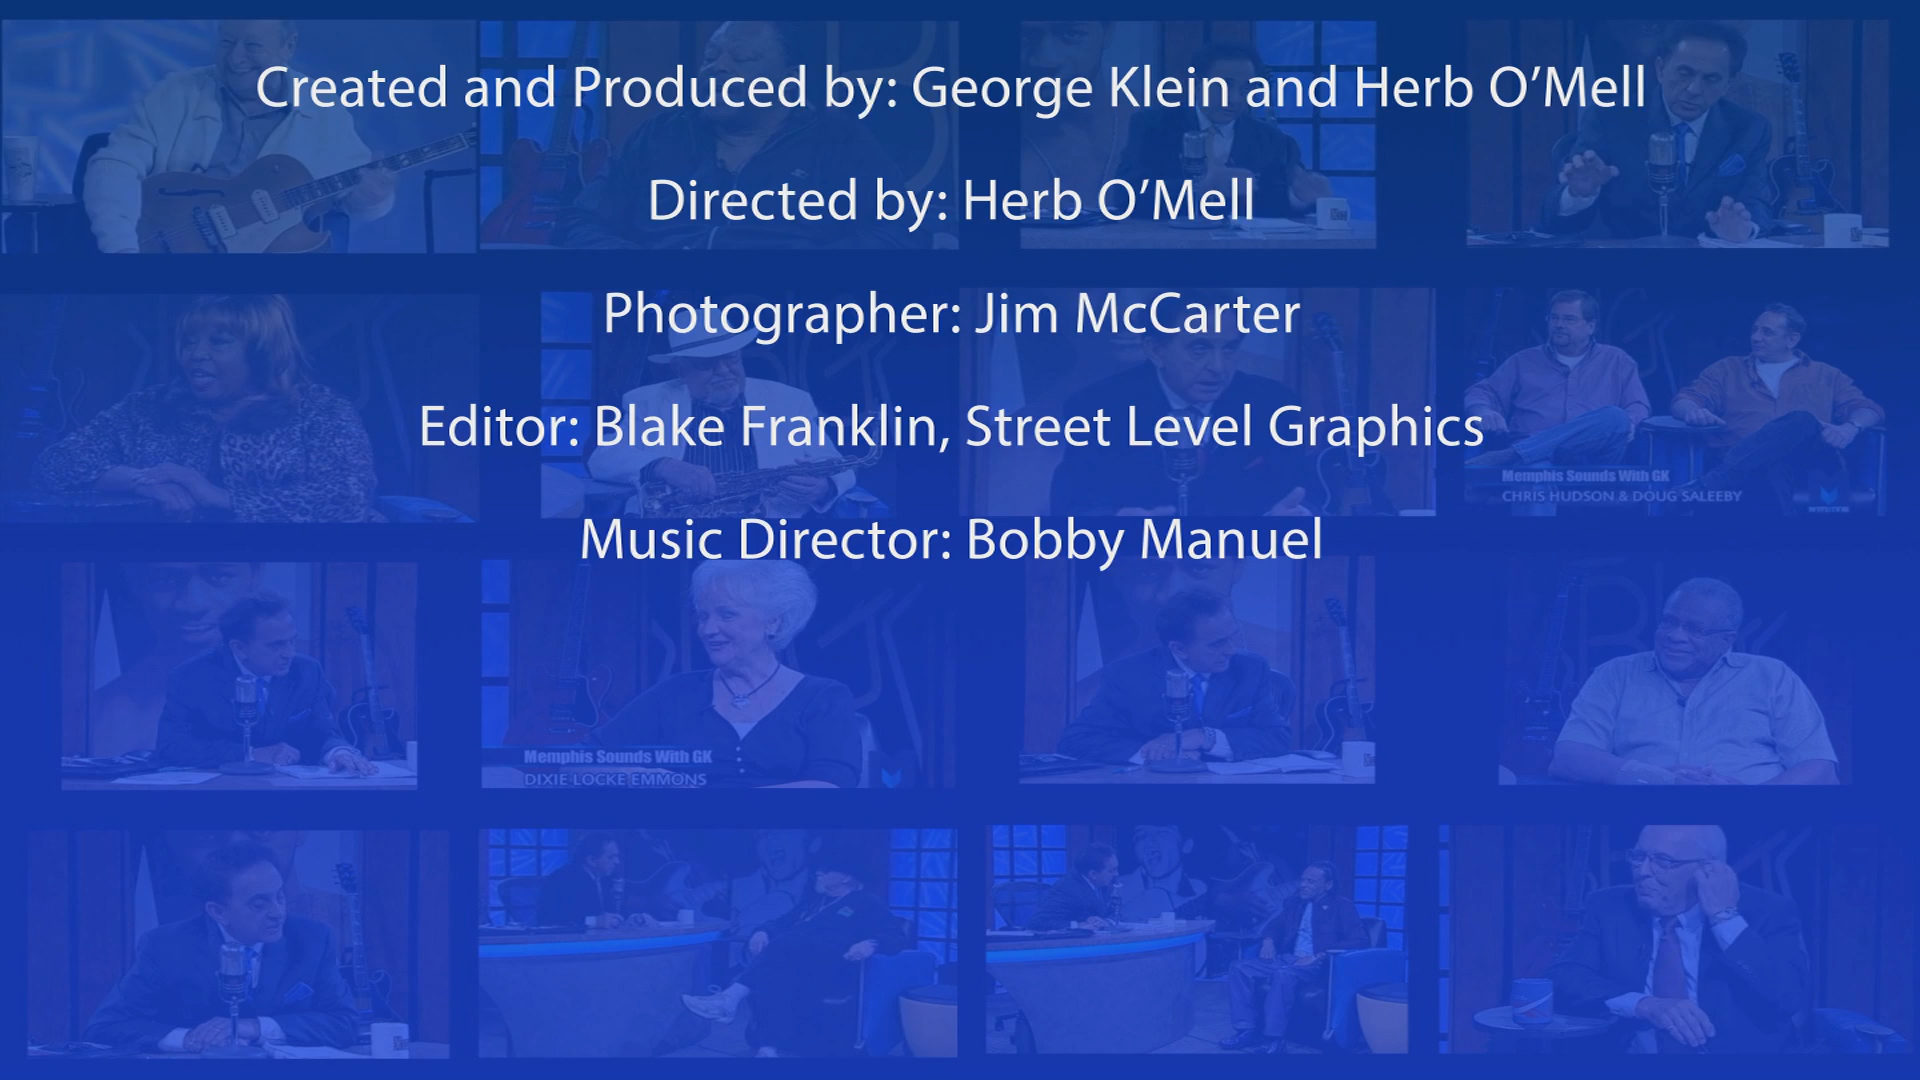 Created and Produced by: George Klein and Herb O’Mell
Directed by: Herb O’Mell
Photographer: Jim McCarter
Editor: Blake Franklin, Street Level Graphics
Memphis Sounds With GK
CHRIS HUDSON & DOUG SALEEBY
Music Director: Bobby Manuel
Memphis Sounds With GK
DIXIE LOCKE EMMONS